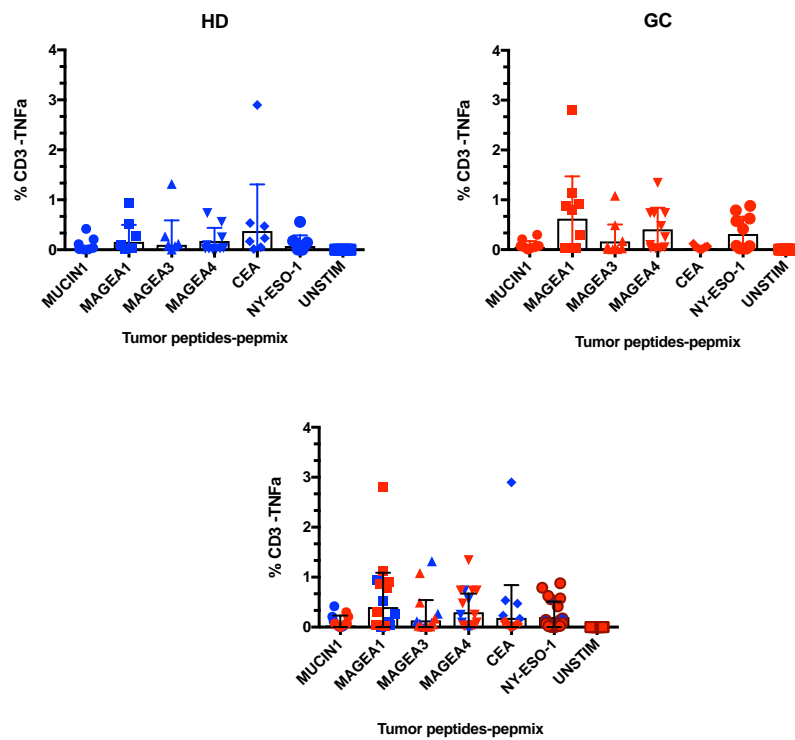 HD
% CD3 -TNFa
4
3
2
1
0
MUCIN1
MAGEA1
MAGEA3
MAGEA4
CEA
NY-ESO-1
UNSTIM
Tumor peptides-pepmix
GC
% CD3 -TNFa
4
3
2
1
0
MUCIN1
MAGEA1
MAGEA3
MAGEA4
CEA
NY-ESO-1
UNSTIM
Tumor peptides-pepmix
% CD3 -TNFa
4
3
2
1
0
MUCIN1
MAGEA1
MAGEA3
MAGEA4
CEA
NY-ESO-1
UNSTIM
Tumor peptides-pepmix